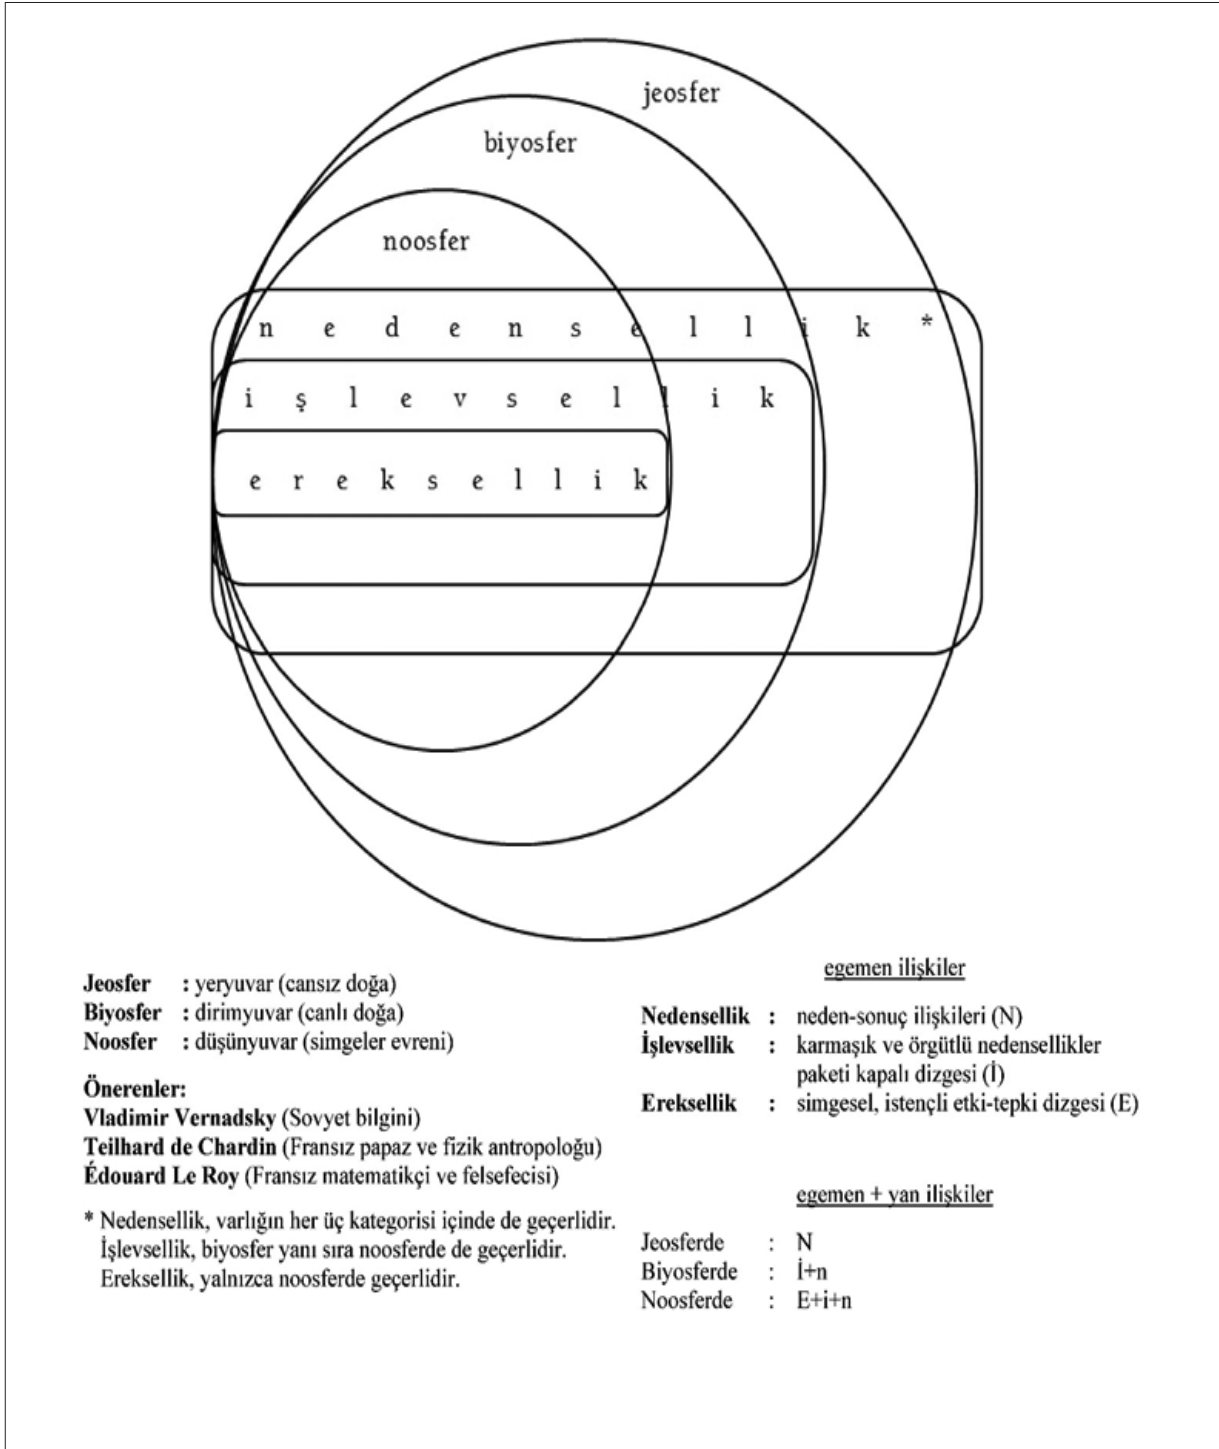 jeosfer
biyosfer
noosfer
n e d e n s e l l i k *
i ş l e v s e l l i k
e r e k s e l l i k
Jeosfer : yeryuvar (cansız doğa)
Biyosfer : dirimyuvar (canlı doğa)
Noosfer : düşünyuvar (simgeler evreni)
Önerenler:
Vladimir Vernadsky (Sovyet bilgini)
Teilhard de Chardin (Fransız papaz ve fizik antropoloğu)
Édouard Le Roy (Fransız matematikçi ve felsefecisi)
* Nedensellik, varlığın her üç kategorisi içinde de geçerlidir.
İşlevsellik, biyosfer yanı sıra noosferde de geçerlidir.
Ereksellik, yalnızca noosferde geçerlidir.
egemen ilişkiler
Nedensellik : neden-sonuç ilişkileri (N)
İşlevsellik : karmaşık ve örgütlü nedensellikler
paketi kapalı dizgesi (İ)
Ereksellik : simgesel, istençli etki-tepki dizgesi (E)
egemen + yan ilişkiler
Jeosferde : N
Biyosferde : İ+n
Noosferde : E+i+n